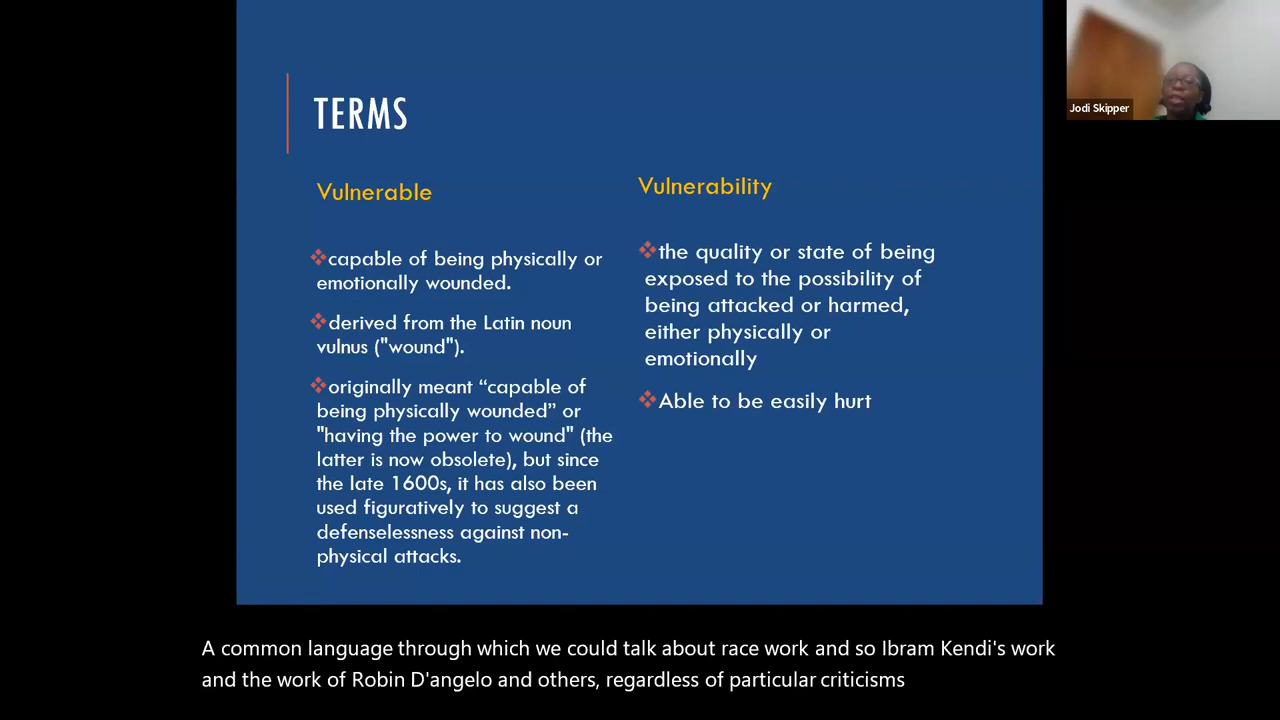 TERMS
Vulnerable
❖capable of being physically or
emotionally wounded.
❖derived from the Latin noun
vulnus ("wound").
❖originally meant “capable of
being physically wounded” or
"having the power to wound" (the
latter is now obsolete), but since
the late 1600s, it has also been
used figuratively to suggest a
defenselessness against non-
physical attacks.
Vulnerability
❖the quality or state of being
exposed to the possibility of
being attacked or harmed,
either physically or
emotionally
❖Able to be easily hurt
Jodi Skipper
A common language through which we could talk about race work and so Ibram Kendi's work
and the work of Robin D'angelo and others, regardless of particular criticisms